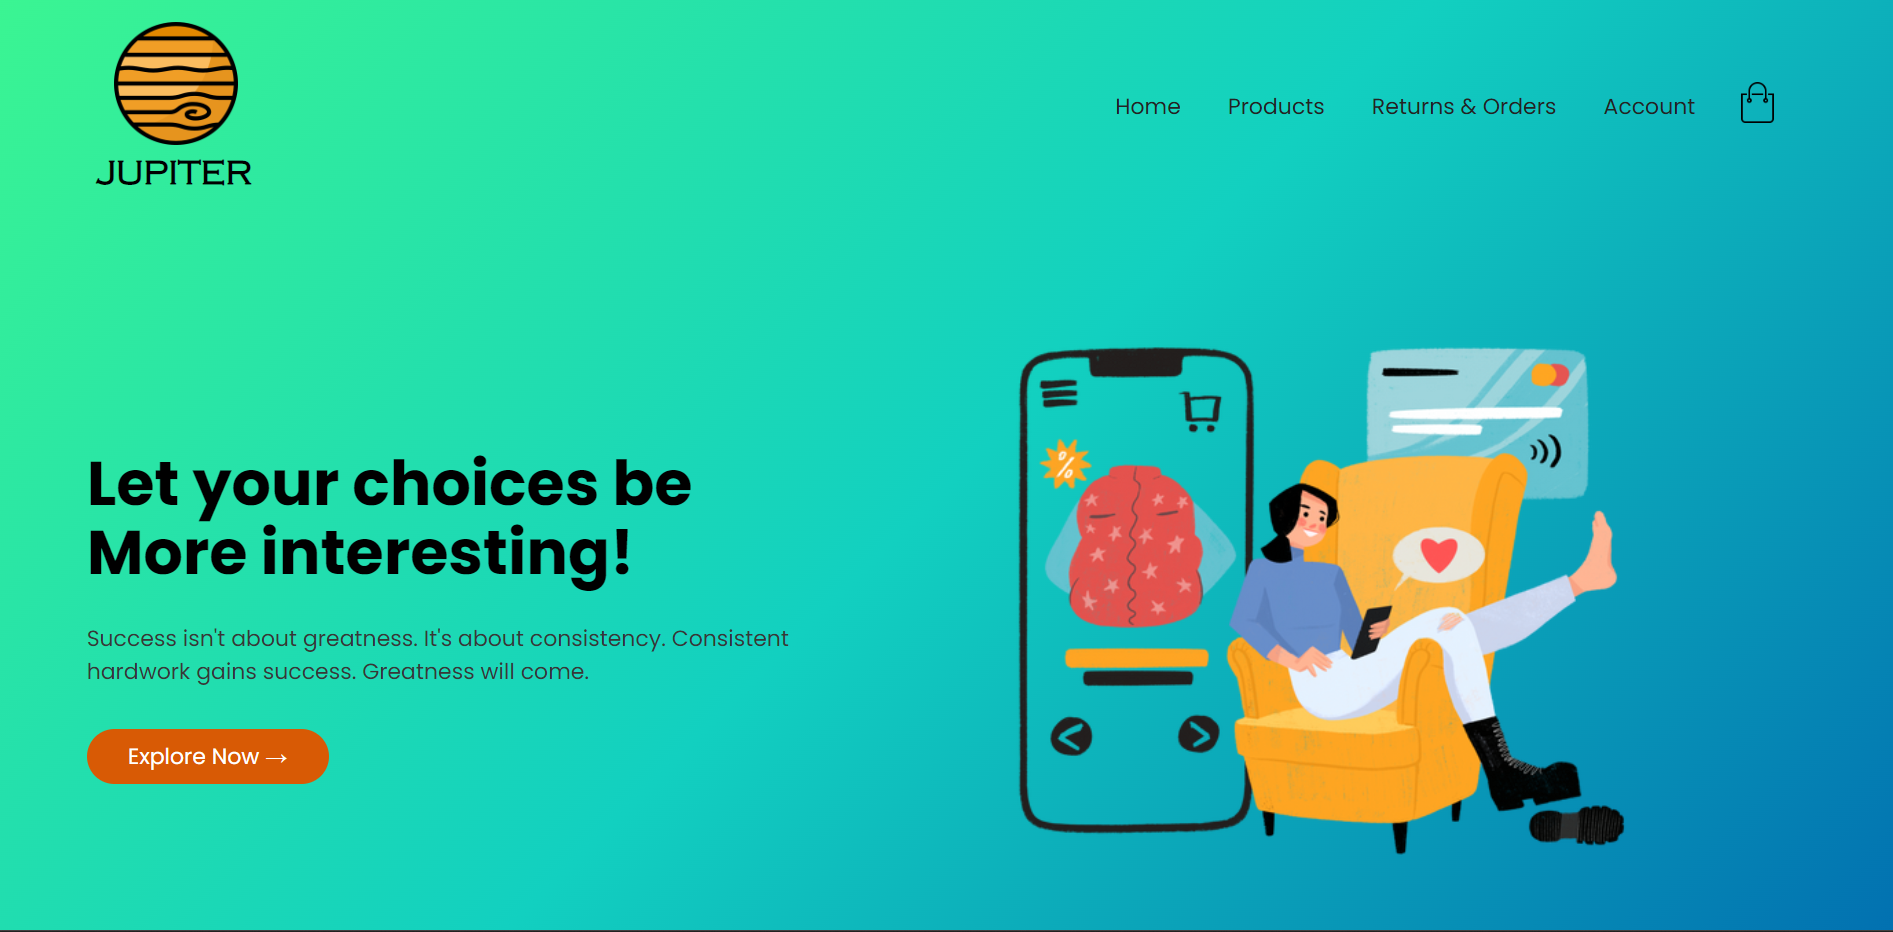 JUPITER
Home Products Returns & Orders Account
Let your choices be
More interesting!
Success isn't about greatness. It's about consistency. Consistent
hardwork gains success. Greatness will come.
Explore Now →
%